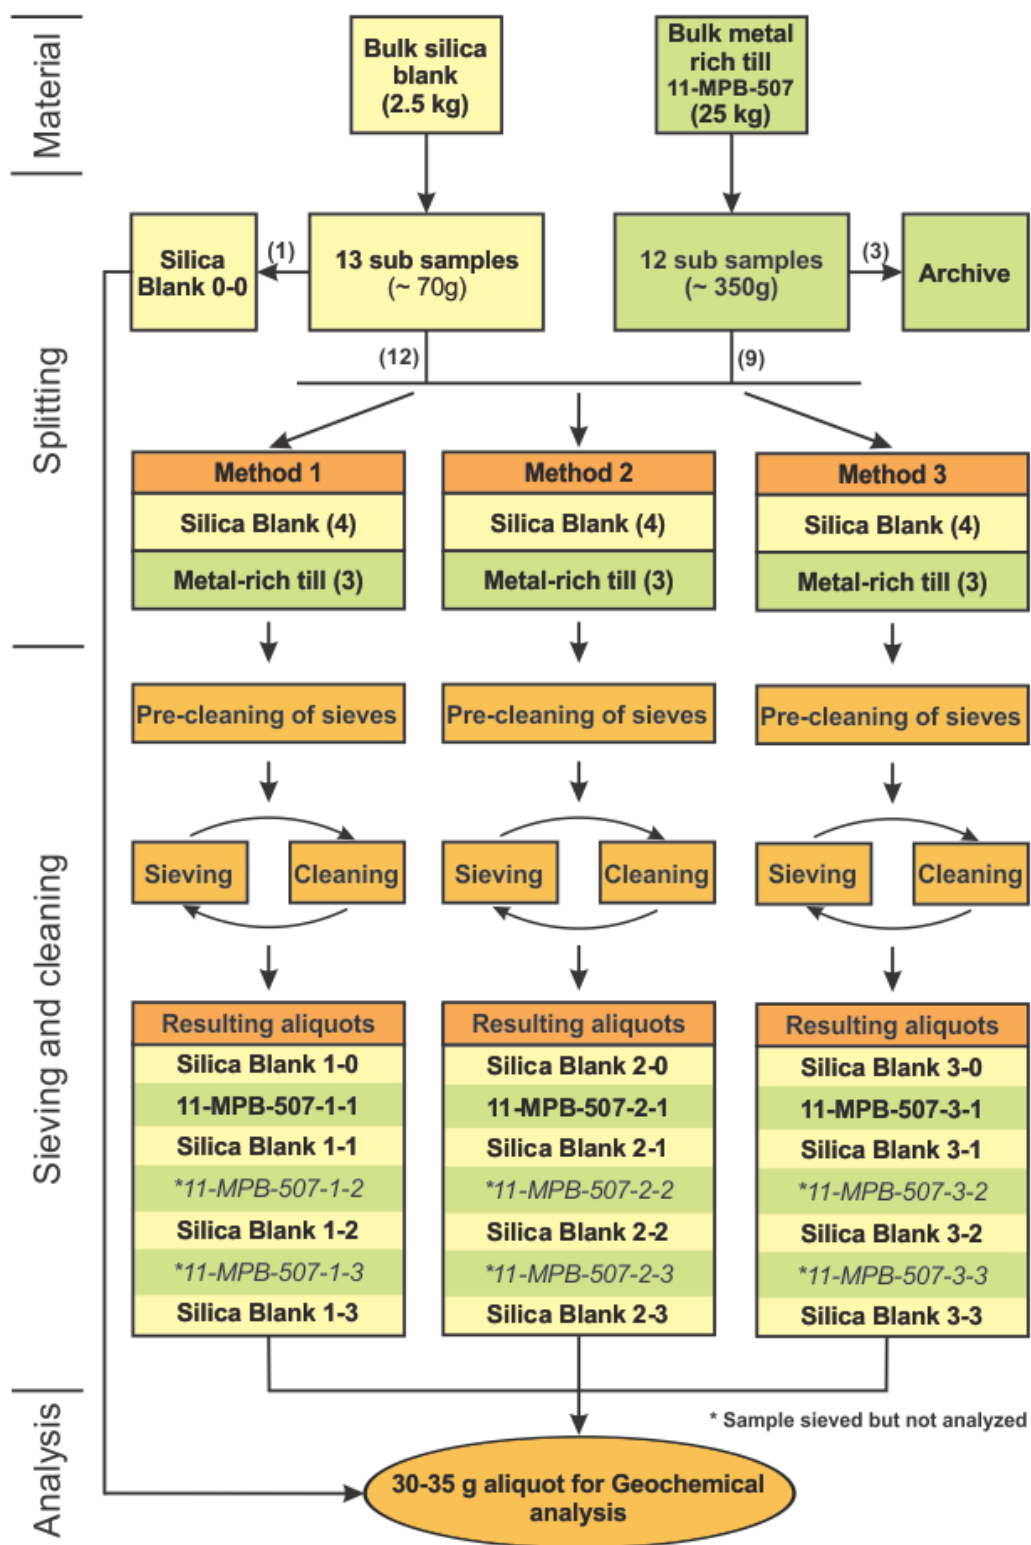 Material
Bulk silica
blank
(2.5 kg)
Bulk metal
rich till
11-MPB-507
(25 kg)
Splitting
Silica
Blank 0-0
(1)
13 sub samples
(~ 70g)
12 sub samples
(~ 350g)
(3)
Archive
(12)
(9)
Method 1
Silica Blank (4)
Metal-rich till (3)
Method 2
Silica Blank (4)
Metal-rich till (3)
Method 3
Silica Blank (4)
Metal-rich till (3)
Sieving and cleaning
Pre-cleaning of sieves
Pre-cleaning of sieves
Pre-cleaning of sieves
Sieving
Cleaning
Sieving
Cleaning
Sieving
Cleaning
Resulting aliquots
Silica Blank 1-0
11-MPB-507-1-1
Silica Blank 1-1
*11-MPB-507-1-2
Silica Blank 1-2
*11-MPB-507-1-3
Silica Blank 1-3
Resulting aliquots
Silica Blank 2-0
11-MPB-507-2-1
Silica Blank 2-1
*11-MPB-507-2-2
Silica Blank 2-2
*11-MPB-507-2-3
Silica Blank 2-3
Resulting aliquots
Silica Blank 3-0
11-MPB-507-3-1
Silica Blank 3-1
*11-MPB-507-3-2
Silica Blank 3-2
*11-MPB-507-3-3
Silica Blank 3-3
* Sample sieved but not analyzed
Analysis
30-35 g aliquot for Geochemical
analysis